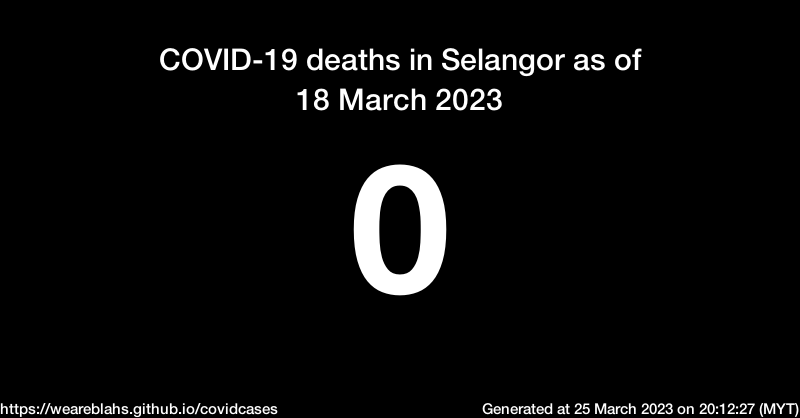 COVID-19 deaths in Selangor as of
18 March 2023
0
https://weareblahs.github.io/covidcases
Generated at 25 March 2023 on 20:12:27 (MYT)